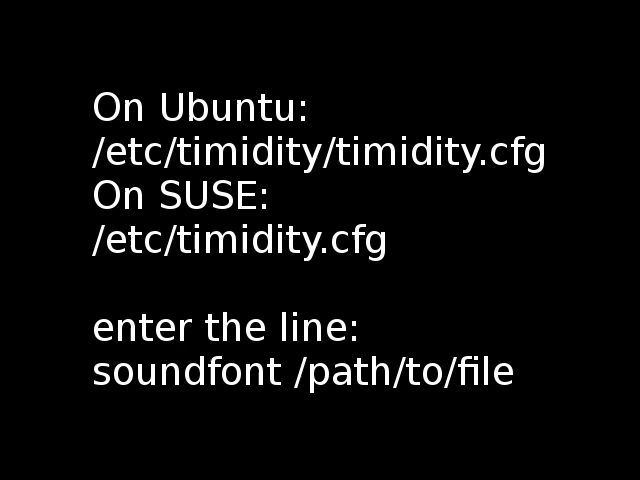 On Ubuntu:
/etc/timidity/timidity.cfg
On SUSE:
/etc/timidity.cfg
enter the line:
soundfont /path/to/file